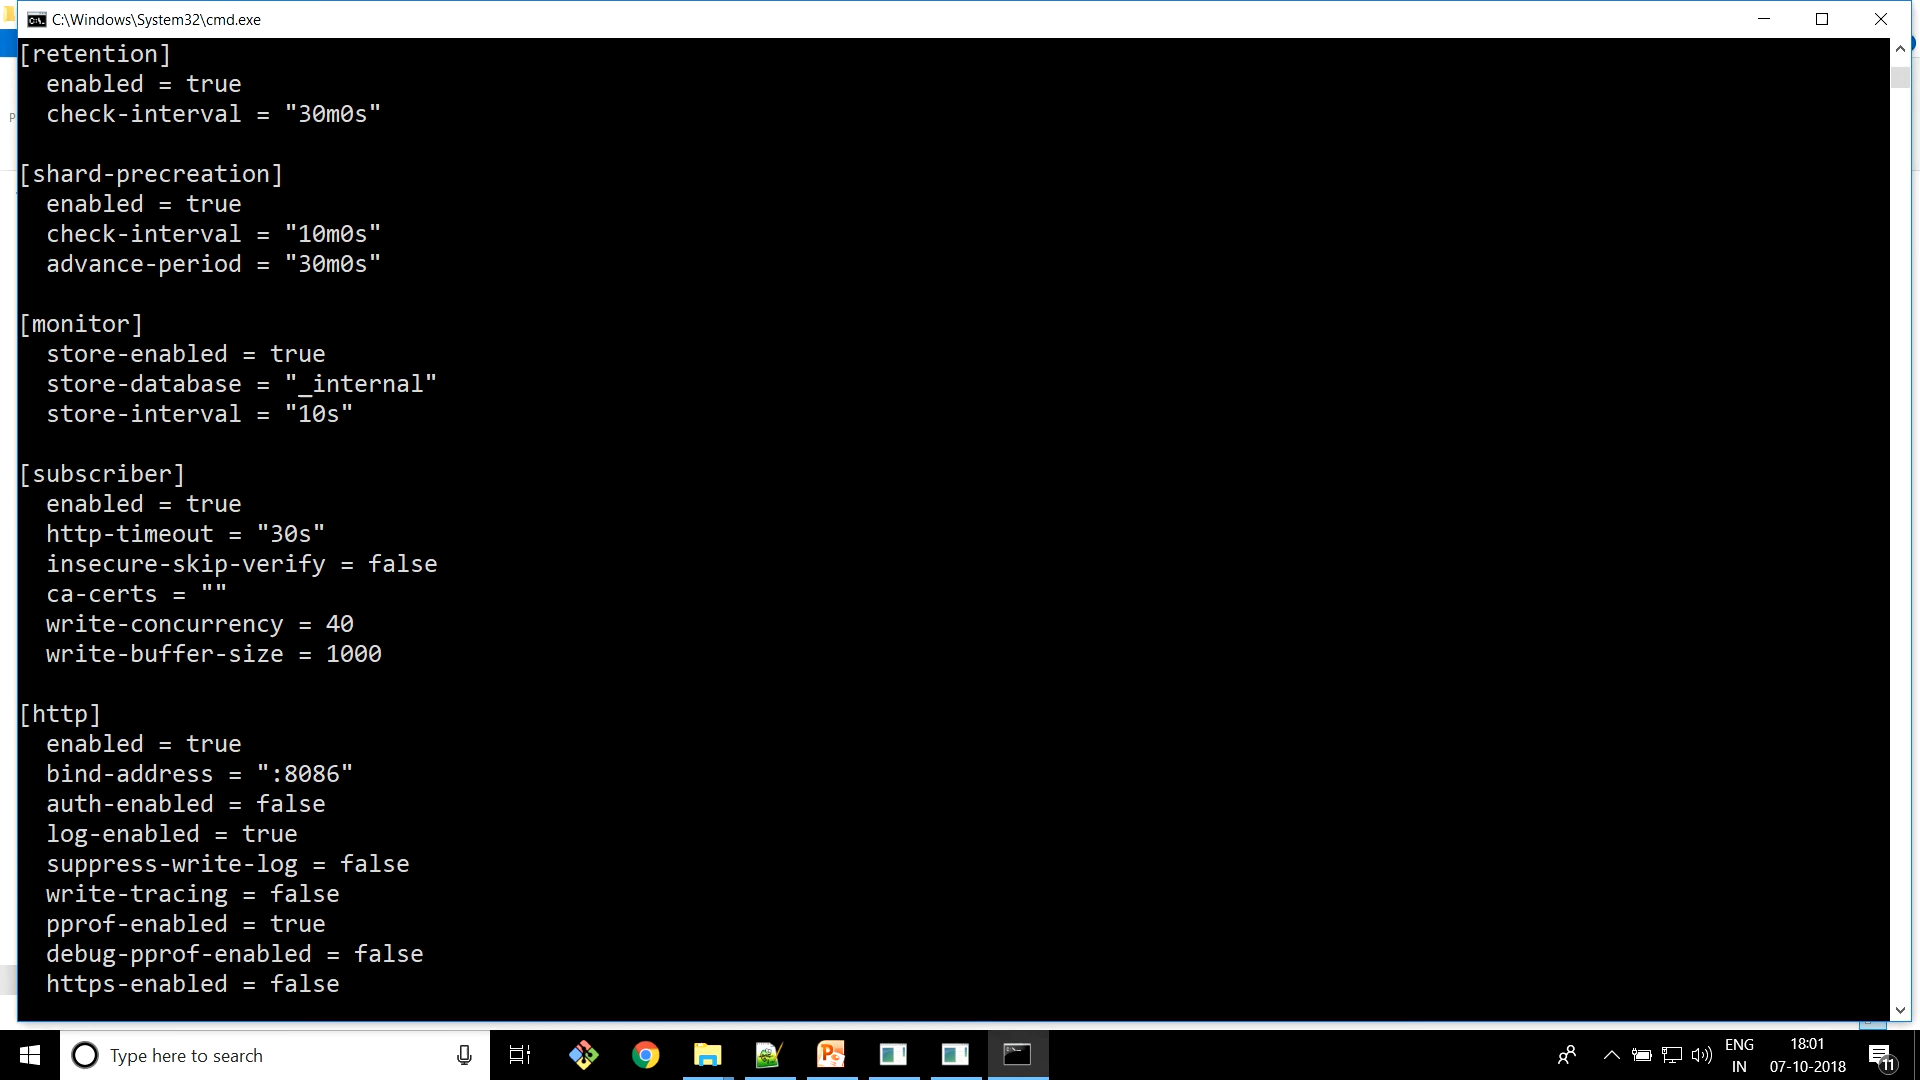 C:\Windows\System32\cmd.exe
[retention]
  enabled = true
  check-interval = "30m0s"

[shard-precreation]
  enabled = true
  check-interval = "10m0s"
  advance-period = "30m0s"

[monitor]
  store-enabled = true
  store-database = "_internal"
  store-interval = "10s"

[subscriber]
  enabled = true
  http-timeout = "30s"
  insecure-skip-verify = false
  ca-certs = ""
  write-concurrency = 40
  write-buffer-size = 1000

[http]
  enabled = true
  bind-address = ":8086"
  auth-enabled = false
  log-enabled = true
  suppress-write-log = false
  write-tracing = false
  pprof-enabled = true
  debug-pprof-enabled = false
  https-enabled = false
Type here to search
ENG
IN
18:01
07-10-2018
11